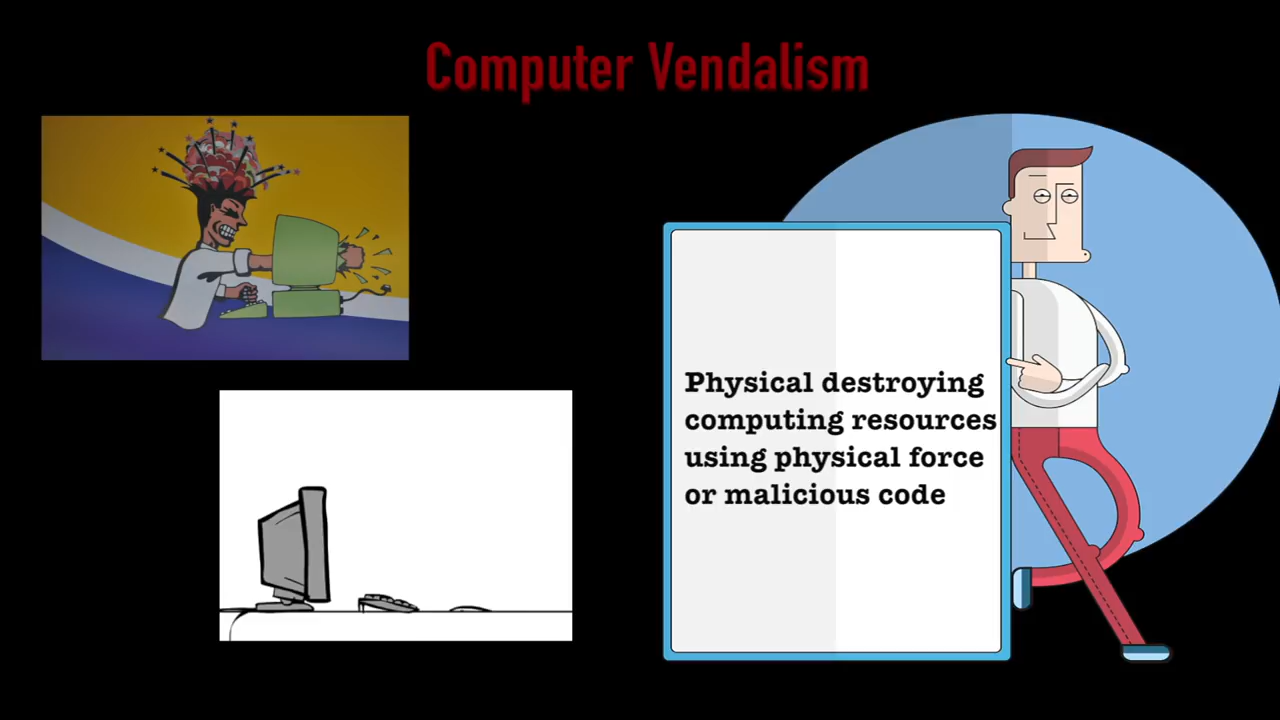 Computer Vendalism
Physical destroying
computing resources
using physical force
or malicious code